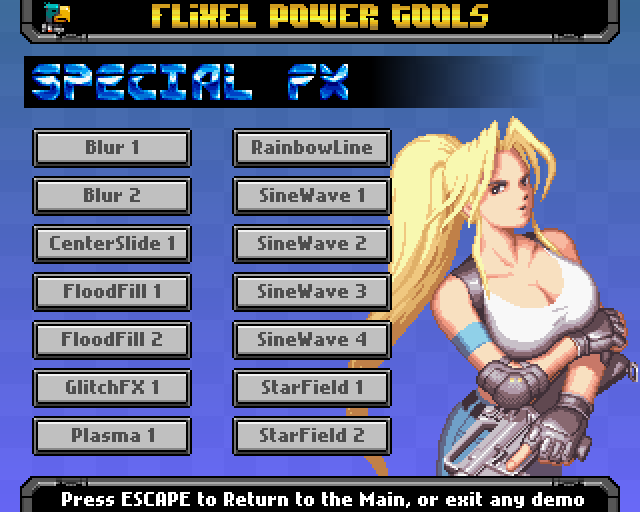 FLiXEL POWER TOOLS
SPECIAL FX
Blur 1
Blur 2
CenterSlide 1
FloodFill 1
FloodFill 2
GlitchFX 1
Plasma 1
RainbowLine
SineWave 1
SineWave 2
SineWave 3
SineWave 4
StarField 1
StarField 2
Press ESCAPE to Return to the Main, or exit any demo